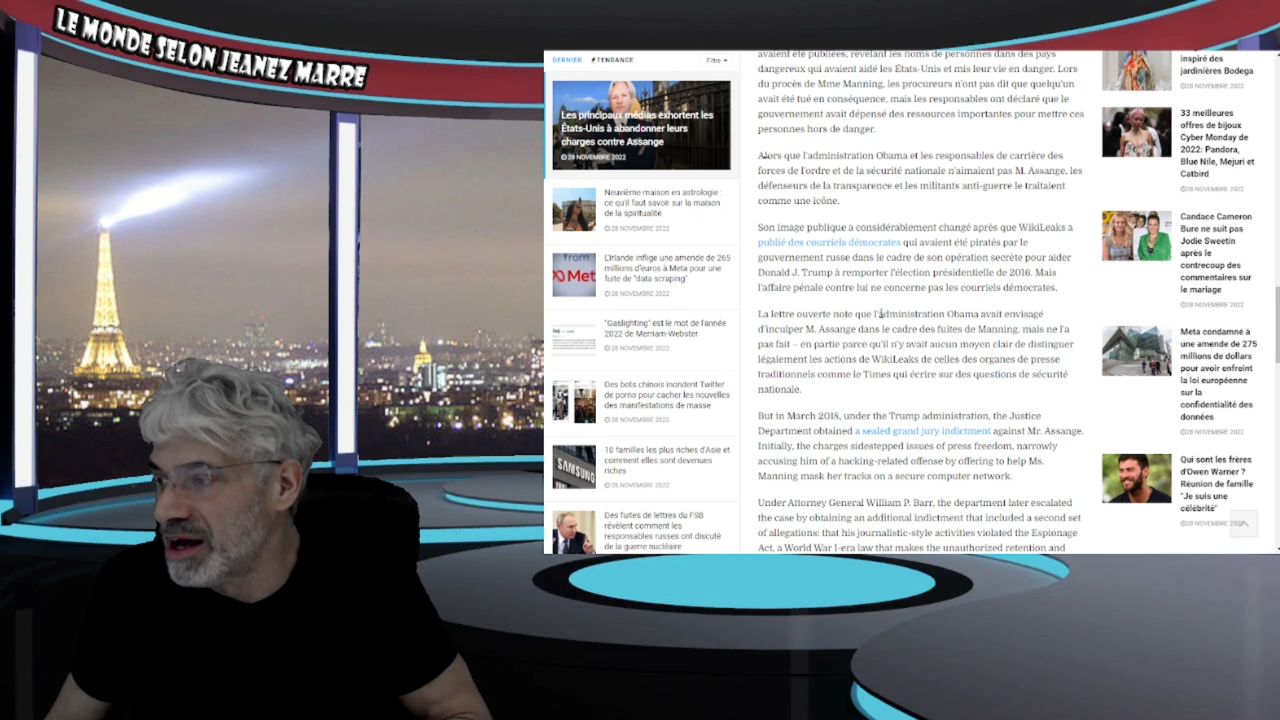 LE MONDE SELON JEANEZ MARRE
DERNIER
TENDANCE
Filtre
Les principaux médias exhortent les
États-Unis à abandonner leurs
charges contre Assange
28 NOVEMBRE 2022
Neuvième maison en astrologie :
ce qu'il faut savoir sur la maison
de la spiritualité
28 NOVEMBRE 2022
from
Met
L'Irlande inflige une amende de 265
millions d'euros à Meta pour une
fuite de "data scraping"
28 NOVEMBRE 2022
"Gaslighting" est le mot de l'année
2022 de Merriam-Webster
28 NOVEMBRE 2022
Des bots chinois inondent Twitter
de porno pour cacher les nouvelles
des manifestations de masse
28 NOVEMBRE 2022
SAMSUNG
10 familles les plus riches d'Asie et
comment elles sont devenues
riches
28 NOVEMBRE 2022
Des fuites de lettres du FSB
révèlent comment les
responsables russes ont discuté
de la guerre nucléaire
avaient été publiées, révélant les noms de personnes dans des pays
dangereux qui avaient aidé les États-Unis et mis leur vie en danger. Lors
du procès de Mme Manning, les procureurs n'ont pas dit que quelqu'un
avait été tué en conséquence, mais les responsables ont déclaré que le
gouvernement avait dépensé des ressources importantes pour mettre ces
personnes hors de danger.
Alors que l'administration Obama et les responsables de carrière des
forces de l'ordre et de la sécurité nationale n'aimaient pas M. Assange, les
défenseurs de la transparence et les militants anti-guerre le traitaient
comme une icône.
Son image publique a considérablement changé après que WikiLeaks a
publié des courriels démocrates qui avaient été piratés par le
gouvernement russe dans le cadre de son opération secrète pour aider
Donald J. Trump à remporter l'élection présidentielle de 2016. Mais
l'affaire pénale contre lui ne concerne pas les courriels démocrates.
La lettre ouverte note que l'administration Obama avait envisagé
d'inculper M. Assange dans le cadre des fuites de Manning, mais ne l'a
pas fait – en partie parce qu'il n'y avait aucun moyen clair de distinguer
légalement les actions de WikiLeaks de celles des organes de presse
traditionnels comme le Times qui écrire sur des questions de sécurité
nationale.
But in March 2018, under the Trump administration, the Justice
Department obtained a sealed grand jury indictment against Mr. Assange.
Initially, the charges sidestepped issues of press freedom, narrowly
accusing him of a hacking-related offense by offering to help Ms.
Manning mask her tracks on a secure computer network.
Under Attorney General William P. Barr, the department later escalated
the case by obtaining an additional indictment that included a second set
of allegations: that his journalistic-style activities violated the Espionage
Act, a World War I-era law that makes the unauthorized retention and
inspiré des
jardinières Bodega
28 NOVEMBRE 2022
33 meilleures
offres de bijoux
Cyber Monday de
2022: Pandora,
Blue Nile, Mejuri et
Catbird
28 NOVEMBRE 2022
Candace Cameron
Bure ne suit pas
Jodie Sweetin
après le
contrecoup des
commentaires sur
le mariage
28 NOVEMBRE 2022
Meta condamné à
une amende de 275
millions de dollars
pour avoir enfreint
la loi européenne
sur la
confidentialité des
données
28 NOVEMBRE 2022
Qui sont les frères
d'Owen Warner ?
Réunion de famille
"Je suis une
célébrité"
28 NOVEMBRE 2022